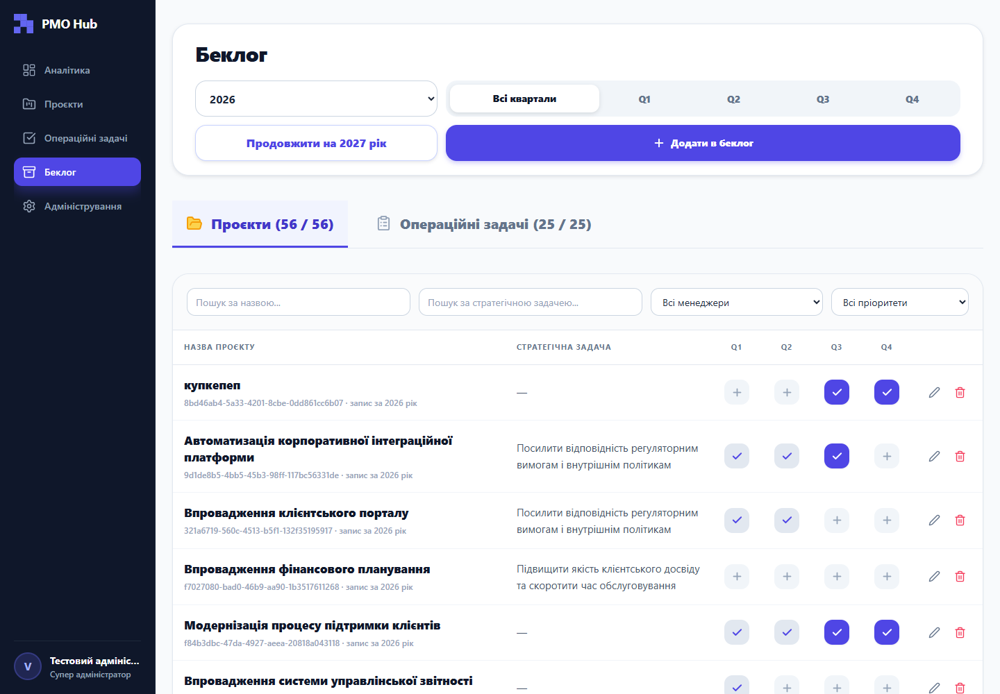 PMO Hub
Аналітика
Проєкти
Операційні задачі
Беклог
Адміністрування
V
Тестовий адмініс...
Супер адміністратор
Беклог
2026
Всі квартали
Q1
Q2
Q3
Q4
Продовжити на 2027 рік
Додати в беклог
Проєкти (56 / 56)
Операційні задачі (25 / 25)
Пошук за назвою...
Пошук за стратегічною задачею...
Всі менеджери
Всі пріоритети
НАЗВА ПРОЄКТУ
СТРАТЕГІЧНА ЗАДАЧА
Q1
Q2
Q3
Q4
купкепеп
8bd46ab4-5a33-4201-8cbe-0dd861cc6b07 · запис за 2026 рік
—
Автоматизація корпоративної інтеграційної
платформи
9d1de8b5-4bb5-45b3-98ff-117bc56331de · запис за 2026 рік
Посилити відповідність регуляторним
вимогам і внутрішнім політикам
Впровадження клієнтського порталу
321a6719-560c-4513-b5f1-132f35195917 · запис за 2026 рік
Посилити відповідність регуляторним
вимогам і внутрішнім політикам
Впровадження фінансового планування
f7027080-bad0-46b9-aa90-1b3517611268 · запис за 2026 рік
Підвищити якість клієнтського досвіду
та скоротити час обслуговування
Модернізація процесу підтримки клієнтів
f84b3dbc-47da-4927-aeea-20818a043118 · запис за 2026 рік
—
Впровадження системи управлінської звітності
—